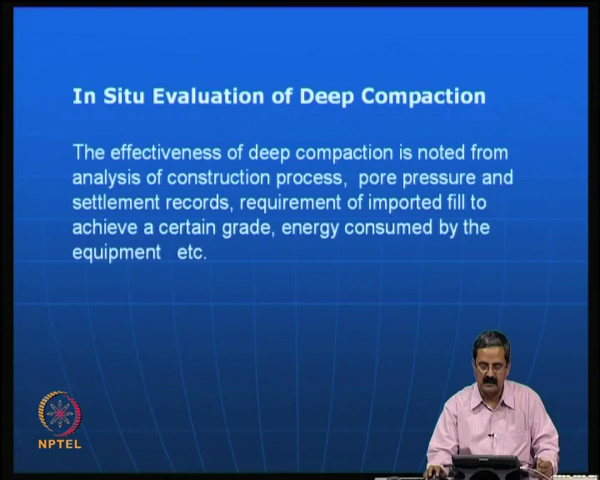 In Situ Evaluation of Deep Compaction
The effectiveness of deep compaction is noted from
analysis of construction process, pore pressure and
settlement records, requirement of imported fill to
achieve a certain grade, energy consumed by the
equipment etc.
NPTEL